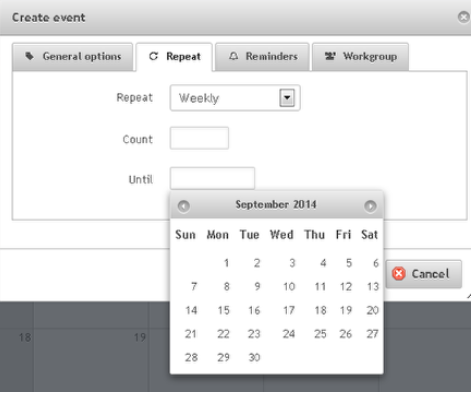 Create event
General options Repeat Reminders Workgroup
Repeat Weekly
Count
Until
September 2014
Sun Mon Tue Wed Thu Fri Sat
1 2 3 4 5 6
7 8 9 10 11 12 13
Cancel
14 15 16 17 18 19 20
18 19
21 22 23 24 25 26 27
28 29 30